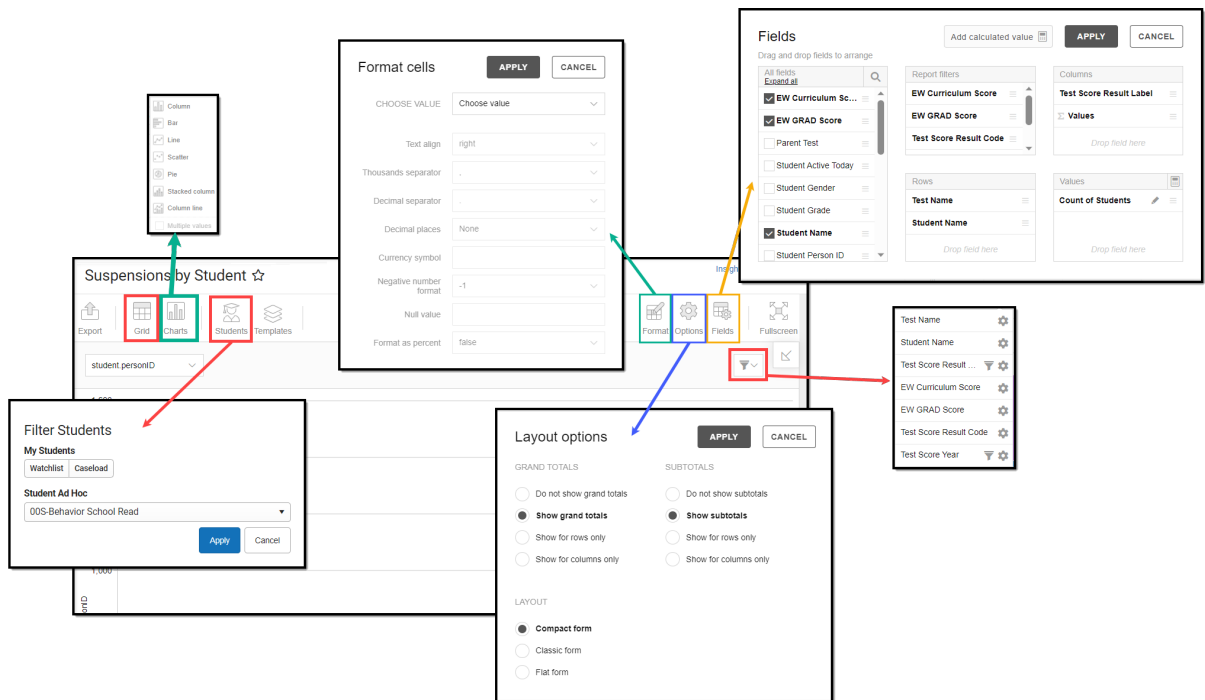 Fields
Add calculated value
APPLY
CANCEL
Drag and drop fields to arrange
All fields
Expand all
EW Curriculum Sc...
EW GRAD Score
Parent Test
Student Active Today
Student Gender
Student Grade
Student Name
Student Person ID
Report filters
EW Curriculum Score
EW GRAD Score
Test Score Result Code
Columns
Test Score Result Label
Σ Values
Drop field here
Rows
Test Name
Student Name
Drop field here
Values
Count of Students
Drop field here
Format cells
APPLY
CANCEL
CHOOSE VALUE
Choose value
Text align
right
Thousands separator
,
Decimal separator
.
Decimal places
None
Currency symbol
Negative number
format
-1
Null value
Format as percent
false
Column
Bar
Line
Scatter
Pie
Stacked column
Column line
Multiple values
Suspensions by Student
Insigh
Export
Grid
Charts
Students
Templates
Format
Options
Fields
Fullscreen
student.personID
Test Name
Student Name
Test Score Result ...
EW Curriculum Score
EW GRAD Score
Test Score Result Code
Test Score Year
Filter Students
My Students
Watchlist
Caseload
Student Ad Hoc
00S-Behavior School Read
Apply
Cancel
1,000
onID
Layout options
APPLY
CANCEL
GRAND TOTALS
Do not show grand totals
Show grand totals
Show for rows only
Show for columns only
SUBTOTALS
Do not show subtotals
Show subtotals
Show for rows only
Show for columns only
LAYOUT
Compact form
Classic form
Flat form